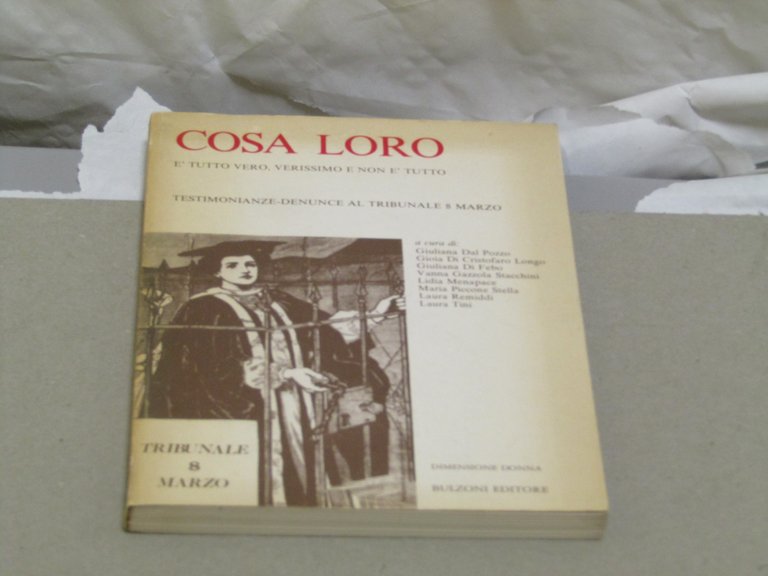 COSA LORO
E' TUTTO VERO, VERISSIMO E NON E' TUTTO
TESTIMONIANZE-DENUNCE AL TRIBUNALE 8 MARZO
a cura di:
Giuliana Dal Pozzo
Gioia Di Cristofaro Longo
Giuliana Di Febo
Vanna Gazzola Stacchini
Lidia Menapace
Maria Piccone Stella
Laura Remiddi
Laura Tini
TRIBUNALE
8
MARZO
DIMENSIONE DONNA
BULZONI EDITORE